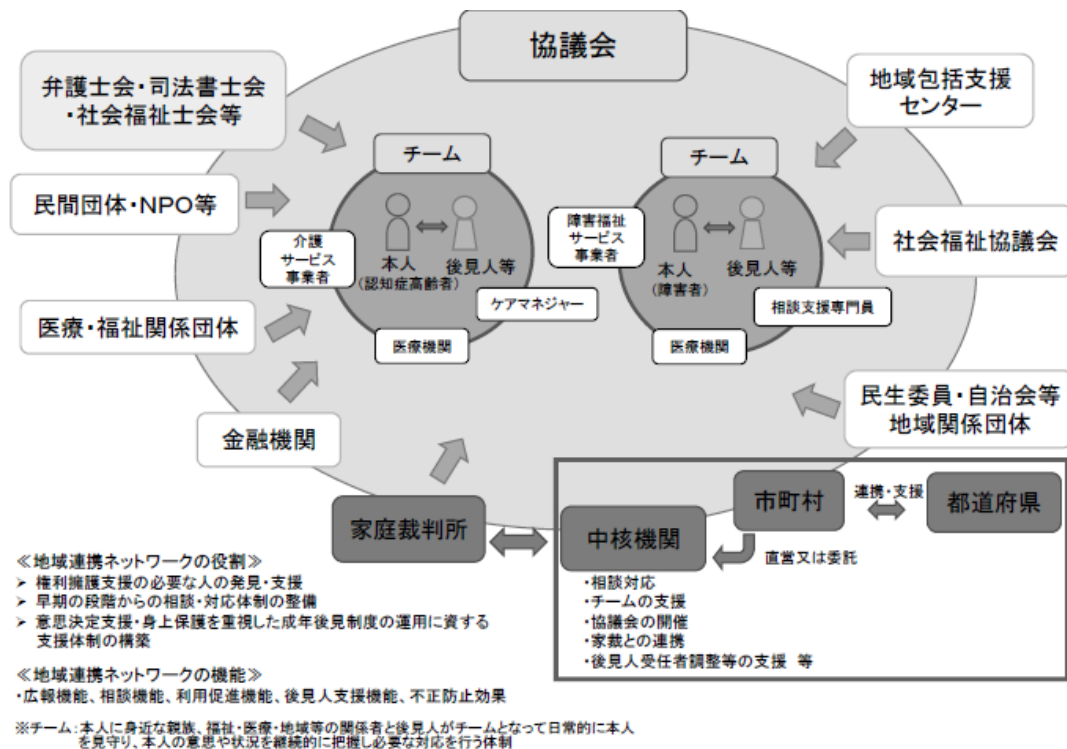 協議会
弁護士会・司法書士会
・社会福祉士会等
地域包括支援
センター
チーム
チーム
民間団体・NPO等
介護
サービス
事業者
本人
(認知症高齢者)
後見人等
ケアマネジャー
医療機関
障害福祉
サービス
事業者
本人
(障害者)
後見人等
相談支援専門員
医療機関
社会福祉協議会
医療・福祉関係団体
金融機関
民生委員・自治会等
地域関係団体
家庭裁判所
中核機関
市町村
連携・支援
都道府県
直営又は委託
・相談対応
・チームの支援
・協議会の開催
・家裁との連携
・後見人受任者調整等の支援 等
≪地域連携ネットワークの役割≫
➢ 権利擁護支援の必要な人の発見・支援
➢ 早期の段階からの相談・対応体制の整備
➢ 意思決定支援・身上保護を重視した成年後見制度の運用に資する
支援体制の構築
≪地域連携ネットワークの機能≫
・広報機能、相談機能、利用促進機能、後見人支援機能、不正防止効果
※チーム:本人に身近な親族、福祉・医療・地域等の関係者と後見人がチームとなって日常的に本人
を見守り、本人の意思や状況を継続的に把握し必要な対応を行う体制